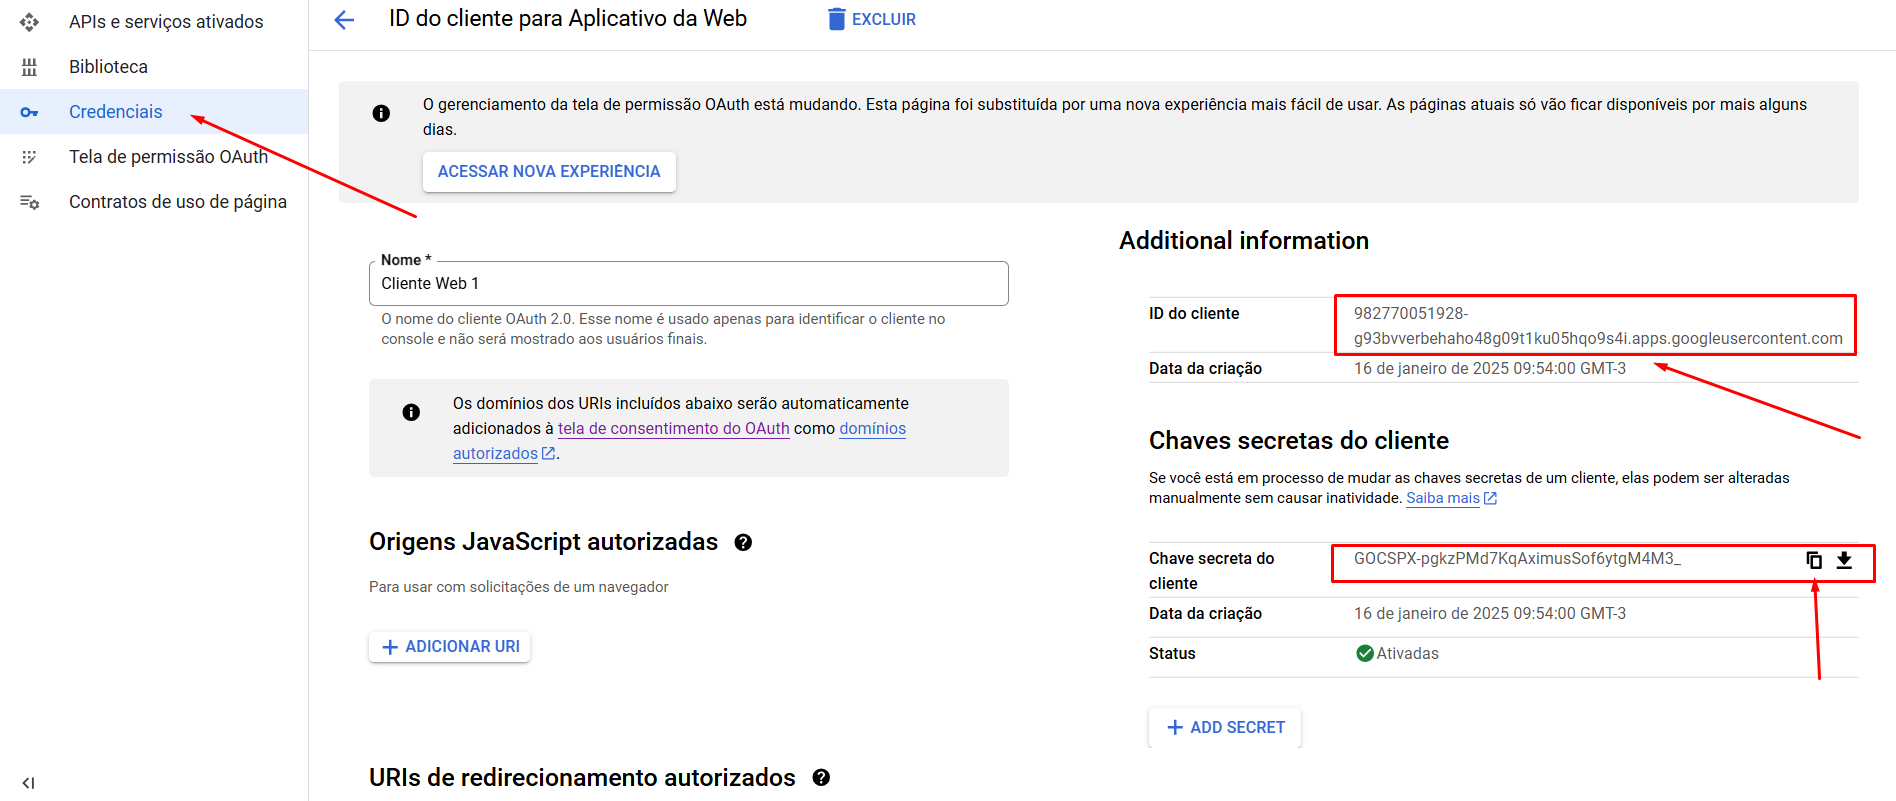 APIs e serviços ativados
Biblioteca
Credenciais
Tela de permissão OAuth
Contratos de uso de página
ID do cliente para Aplicativo da Web
EXCLUIR
O gerenciamento da tela de permissão OAuth está mudando. Esta página foi substituída por uma nova experiência mais fácil de usar. As páginas atuais só vão ficar disponíveis por mais alguns
dias.
ACESSAR NOVA EXPERIÊNCIA
Nome *
Cliente Web 1
O nome do cliente OAuth 2.0. Esse nome é usado apenas para identificar o cliente no
console e não será mostrado aos usuários finais.
Os domínios dos URIs incluídos abaixo serão automaticamente
adicionados à tela de consentimento do OAuth como domínios
autorizados.
Origens JavaScript autorizadas
Para usar com solicitações de um navegador
ADICIONAR URI
URIs de redirecionamento autorizados
Additional information
ID do cliente
982770051928-
g93bvverbehaho48g09t1ku05hqo9s4i.apps.googleusercontent.com
Data da criação
16 de janeiro de 2025 09:54:00 GMT-3
Chaves secretas do cliente
Se você está em processo de mudar as chaves secretas de um cliente, elas podem ser alteradas
manualmente sem causar inatividade. Saiba mais
Chave secreta do
cliente
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
Data da criação
16 de janeiro de 2025 09:54:00 GMT-3
Status
Ativadas
ADD SECRET